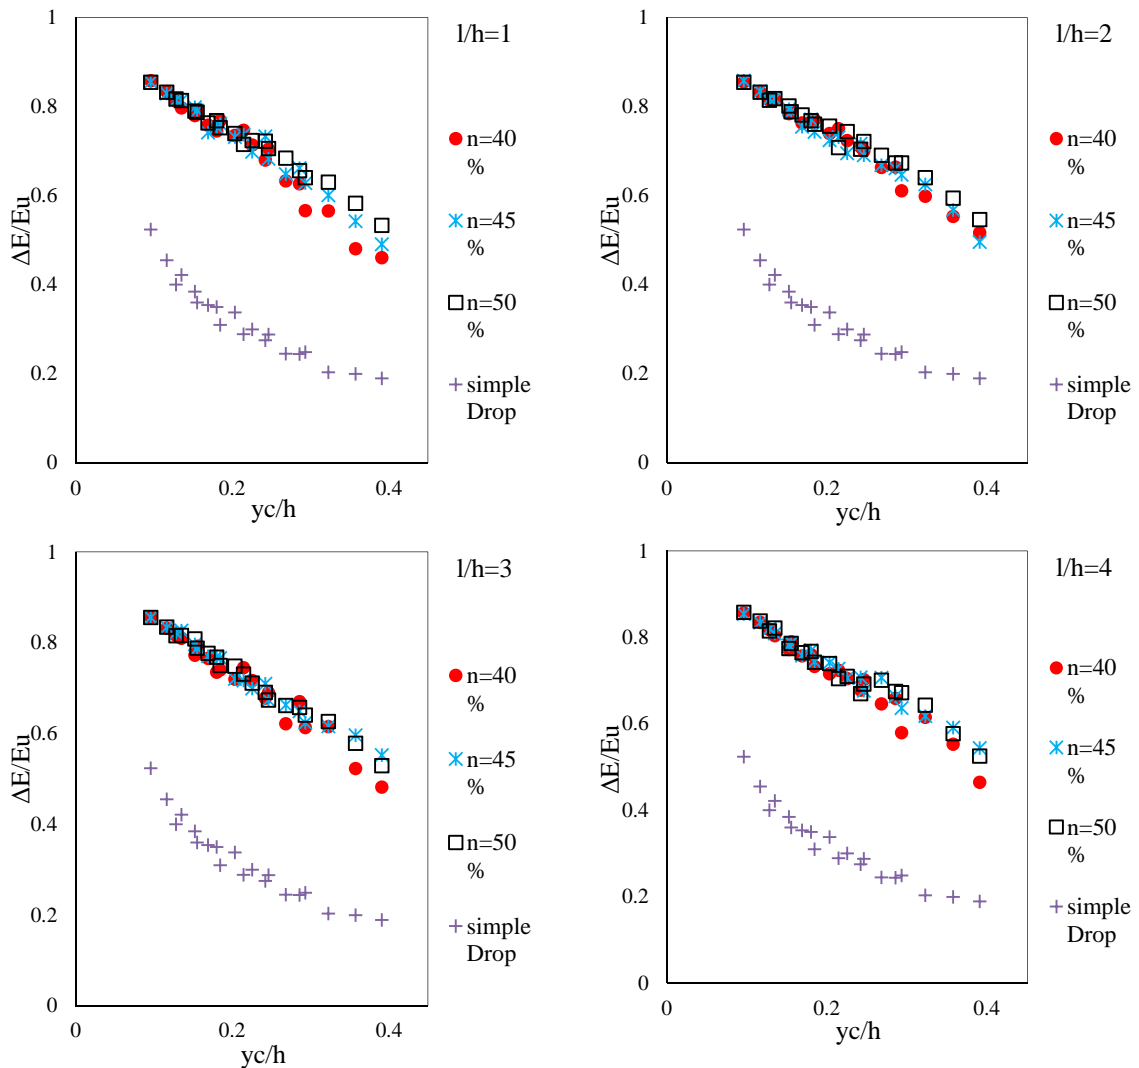 1
0.8
0.6
0.4
0.2
0
ΔE/Eu
0
0.2
0.4
yc/h
l/h=1
n=40
%
n=45
%
n=50
%
simple
Drop
1
0.8
0.6
0.4
0.2
0
ΔE/Eu
0
0.2
0.4
yc/h
l/h=2
n=40
%
n=45
%
n=50
%
simple
Drop
1
0.8
0.6
0.4
0.2
0
ΔE/Eu
0
0.2
0.4
yc/h
l/h=3
n=40
%
n=45
%
n=50
%
simple
Drop
1
0.8
0.6
0.4
0.2
0
ΔE/Eu
0
0.2
0.4
yc/h
l/h=4
n=40
%
n=45
%
n=50
%
simple
Drop